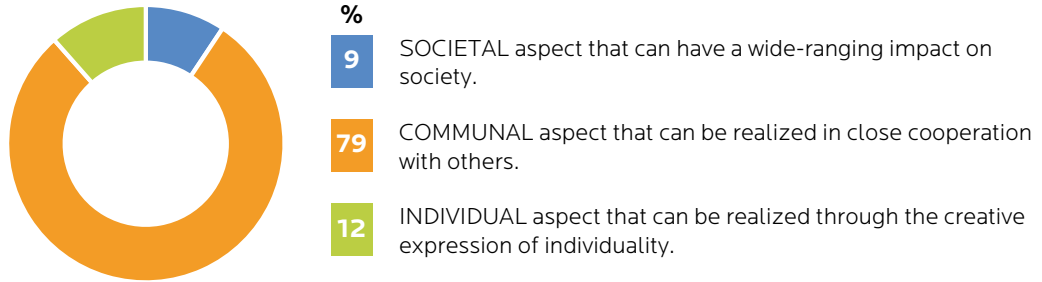 %
9 SOCIETAL aspect that can have a wide-ranging impact on
society.
79 COMMUNAL aspect that can be realized in close cooperation
with others.
12 INDIVIDUAL aspect that can be realized through the creative
expression of individuality.